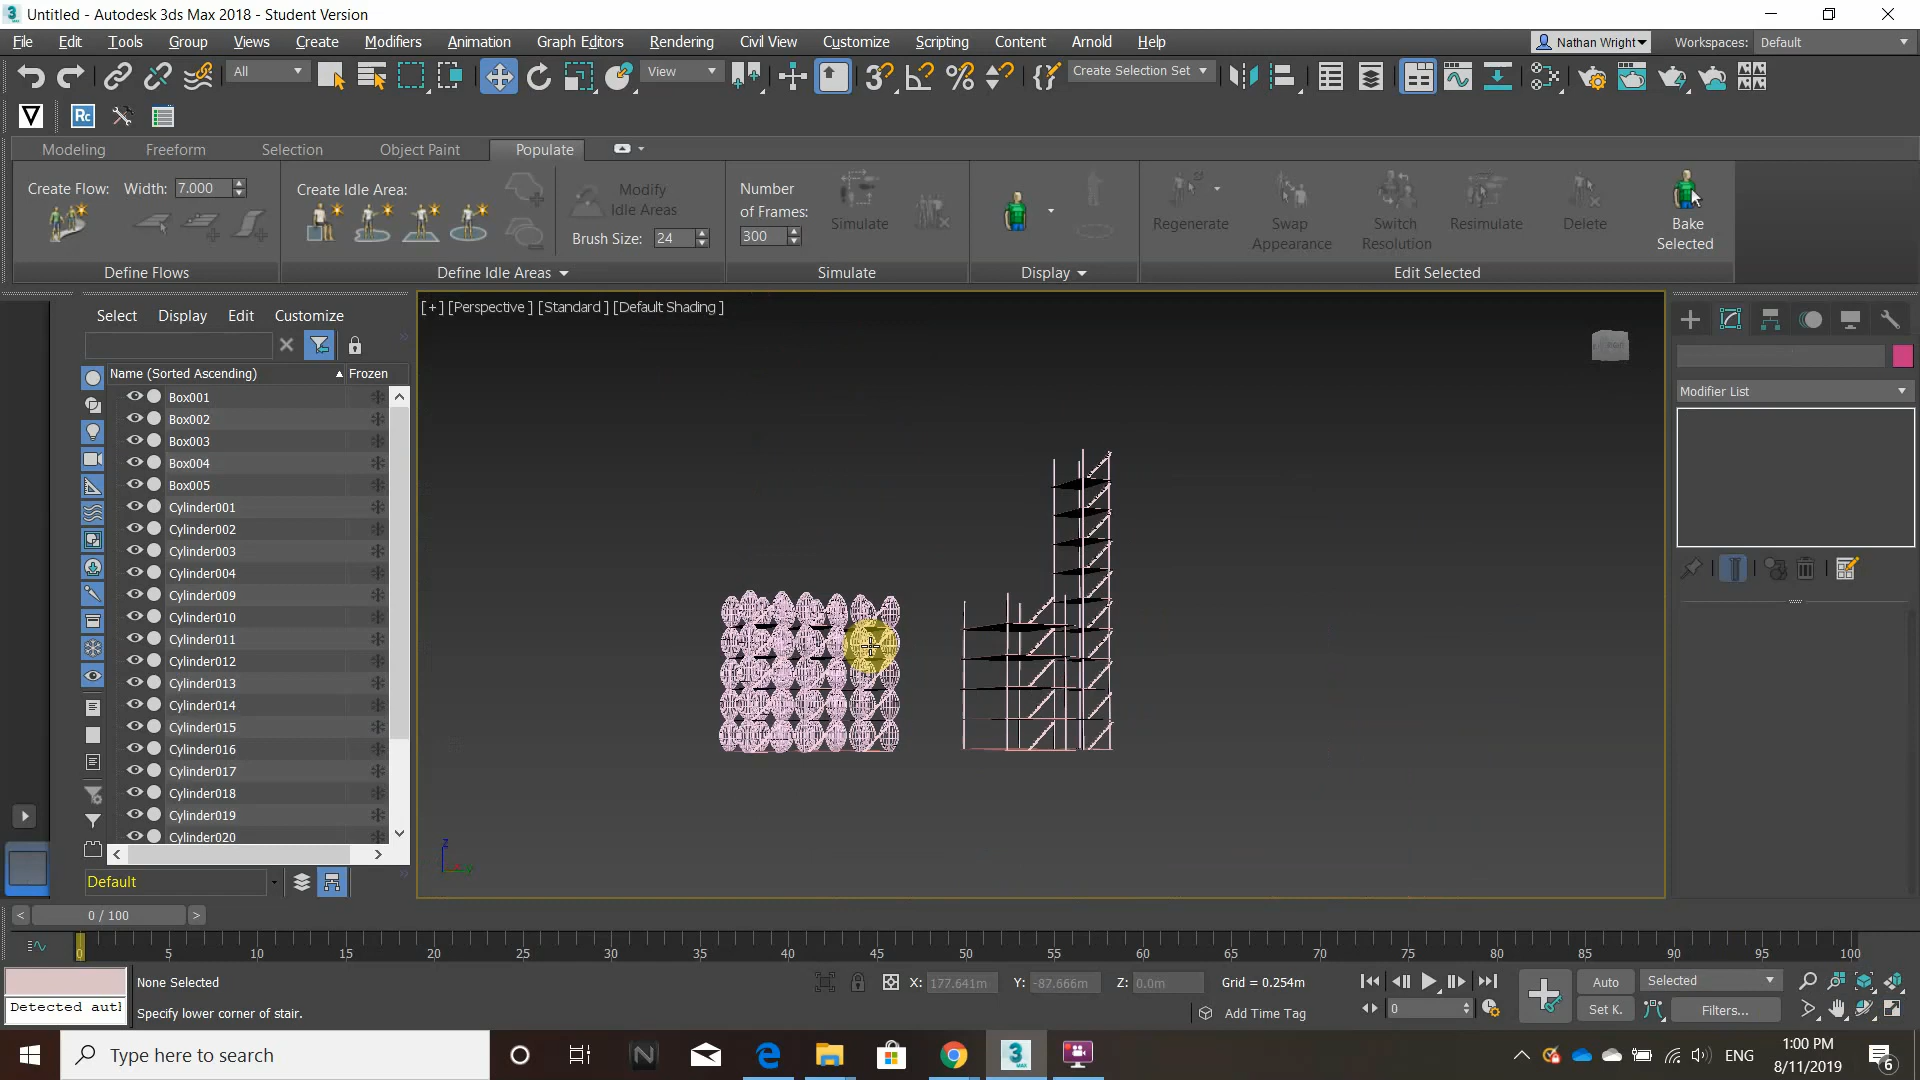 Untitled - Autodesk 3ds Max 2018 - Student Version
File Edit Tools Group Views Create Modifiers Animation Graph Editors Rendering Civil View Customize Scripting Content Arnold Help Nathan Wright Workspaces: Default
All View Create Selection Set
Rc
Modeling Freeform Selection Object Paint Populate
Create Flow: Width: 7.000 Create Idle Area: Modify Idle Areas Brush Size: 24
Number of Frames: 300 Simulate
Regenerate Swap Appearance Switch Resolution Resimulate Delete Bake Selected
Define Flows Define Idle Areas Simulate Display Edit Selected
Select Display Edit Customize
[+] [Perspective ] [Standard ] [Default Shading ]
Name (Sorted Ascending) Frozen
Modifier List
Box001
Box002
Box003
Box004
Box005
Cylinder001
Cylinder002
Cylinder003
Cylinder004
Cylinder009
Cylinder010
Cylinder011
Cylinder012
Cylinder013
Cylinder014
Cylinder015
Cylinder016
Cylinder017
Cylinder018
Cylinder019
Cylinder020
Default
< 0 / 100 >
0 5 10 15 20 25 30 35 40 45 50 55 60 65 70 75 80 85 90 95 100
None Selected X: 177.641m Y: -87.666m Z: 0.0m Grid = 0.254m Auto Selected
Detected autl Specify lower corner of stair. Add Time Tag 0 Set K. Filters...
Type here to search ENG 1:00 PM
8/11/2019 6